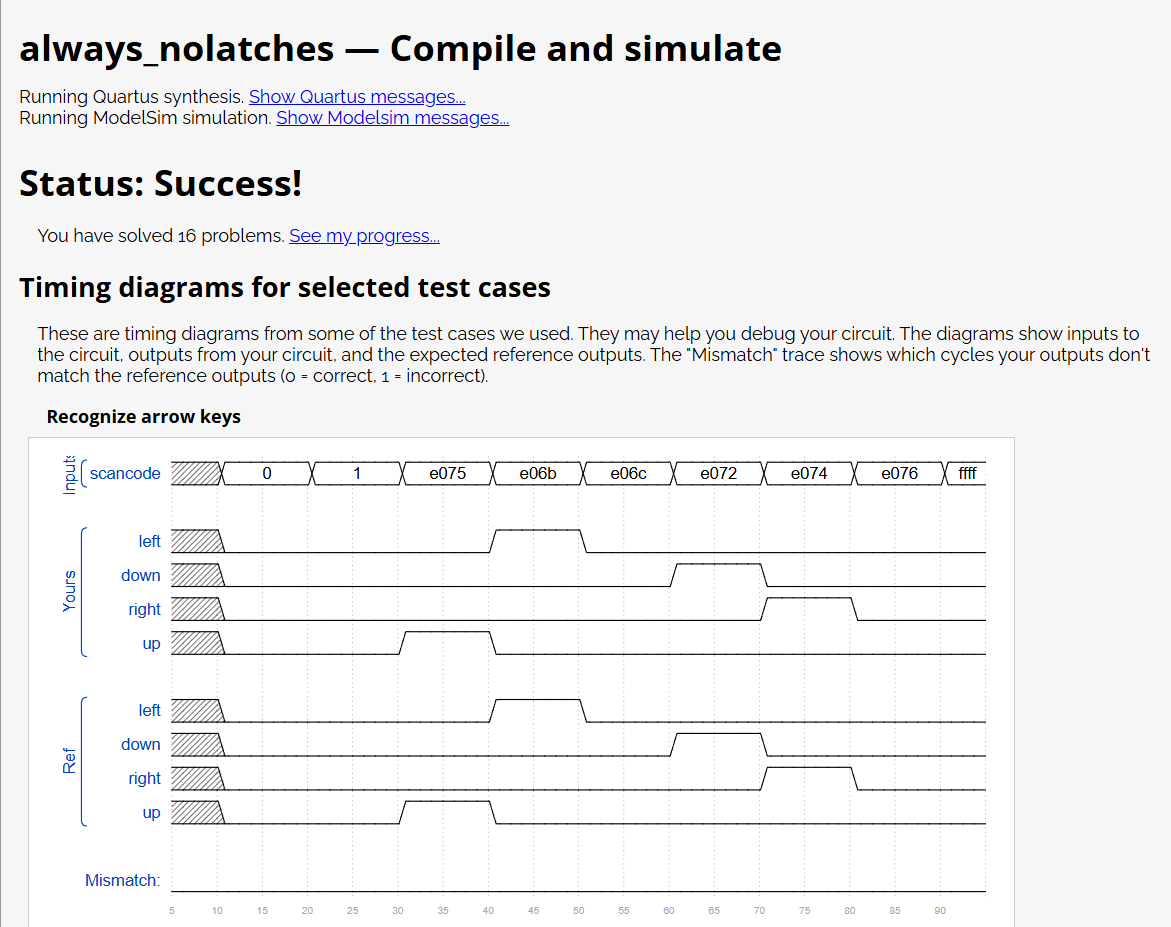 always_nolatches — Compile and simulate
Running Quartus synthesis. Show Quartus messages...
Running ModelSim simulation. Show Modelsim messages...
Status: Success!
You have solved 16 problems. See my progress...
Timing diagrams for selected test cases
These are timing diagrams from some of the test cases we used. They may help you debug your circuit. The diagrams show inputs to
the circuit, outputs from your circuit, and the expected reference outputs. The "Mismatch" trace shows which cycles your outputs don't
match the reference outputs (0 = correct, 1 = incorrect).
Recognize arrow keys
Inputs
scancode 0 1 e075 e06b e06c e072 e074 e076 ffff
Yours
left
down
right
up
Ref
left
down
right
up
Mismatch:
5 10 15 20 25 30 35 40 45 50 55 60 65 70 75 80 85 90